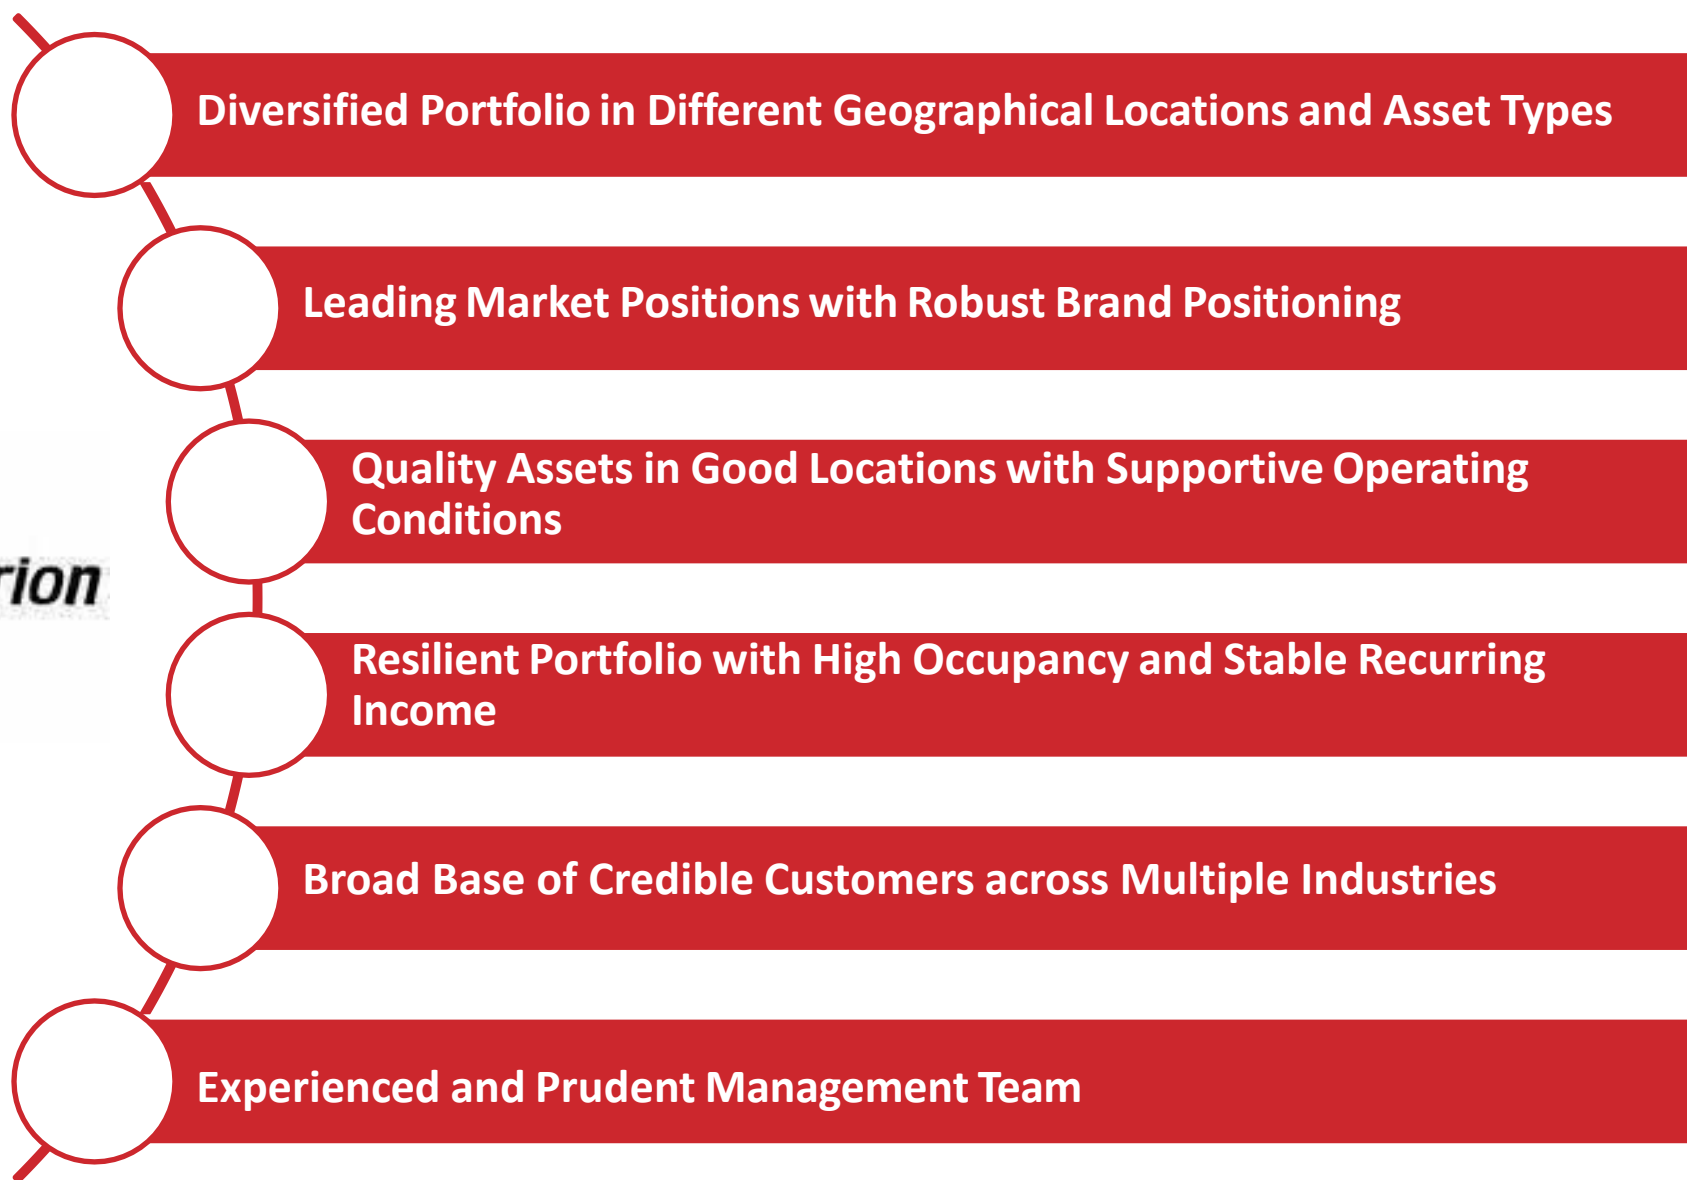 Diversified Portfolio in Different Geographical Locations and Asset Types
Leading Market Positions with Robust Brand Positioning
Quality Assets in Good Locations with Supportive Operating
Conditions
rion
Resilient Portfolio with High Occupancy and Stable Recurring
Income
Broad Base of Credible Customers across Multiple Industries
Experienced and Prudent Management Team